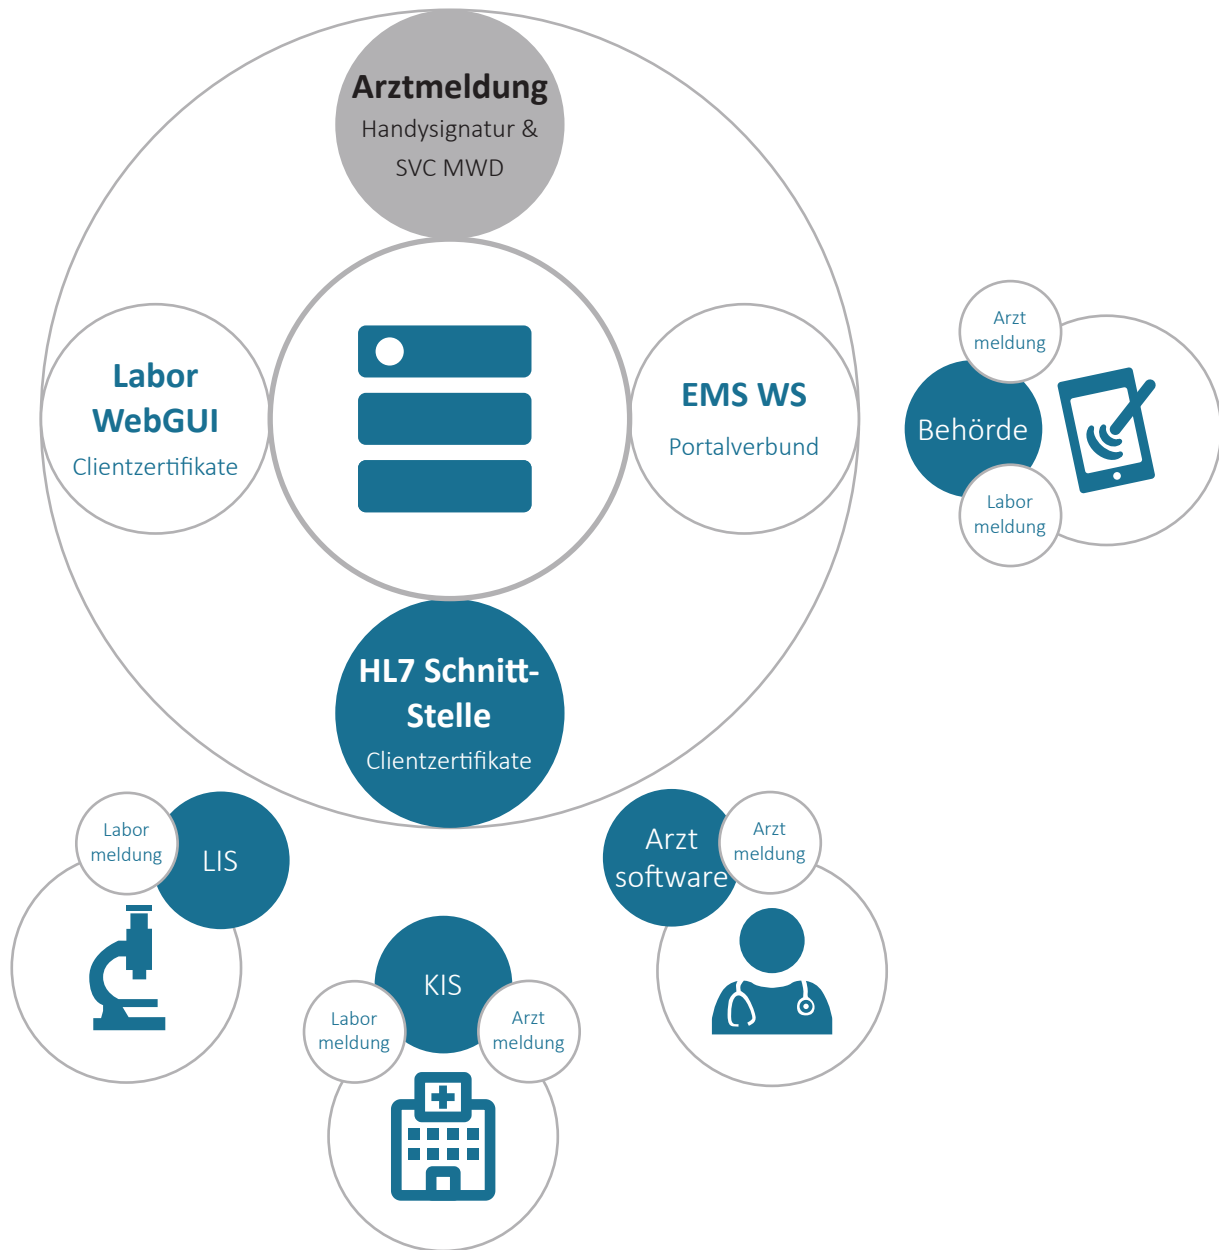 Arztmeldung
Handysignatur &
SVC MWD
Labor
WebGUI
Clientzertifikate
EMS WS
Portalverbund
Arzt
meldung
Behörde
Labor
meldung
HL7 Schnitt-
Stelle
Clientzertifikate
Labor
meldung
LIS
Arzt
software
Arzt
meldung
KIS
Labor
meldung
Arzt
meldung